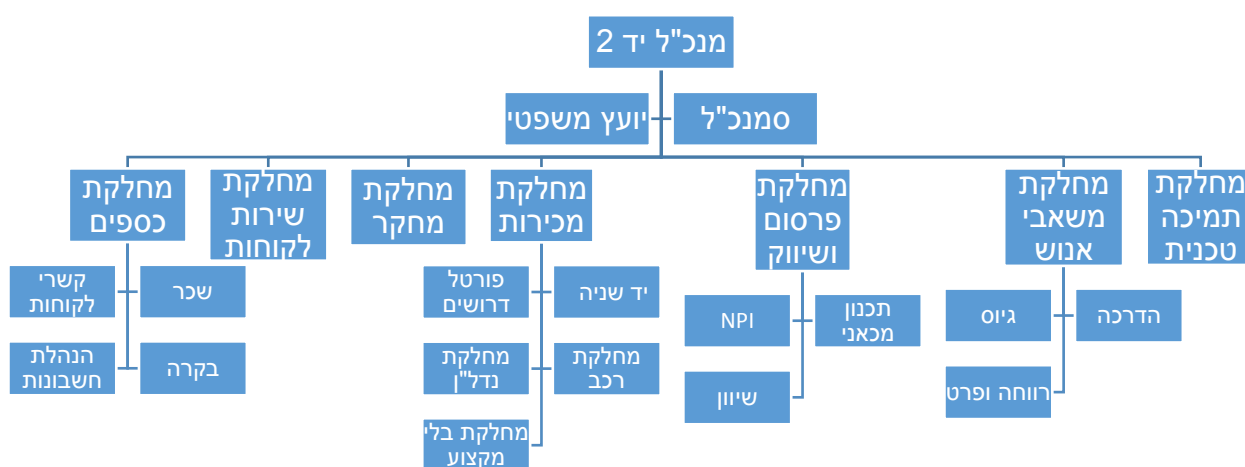 מנכ"ל יד 2
סמנכ"ל
יועץ משפטי
מחלקת
תמיכה
טכנית
מחלקת
משאבי
אנוש
מחלקת
פרסום
ושיווק
מחלקת
מכירות
מחלקת
מחקר
מחלקת
שירות
לקוחות
מחלקת
כספים
הדרכה
גיוס
רווחה ופרט
תכנון
מכאני
NPI
שיוון
יד שניה
פורטל
דרושים
מחלקת
רכב
מחלקת
נדל"ן
מחלקת בלי
מקצוע
שכר
קשרי
לקוחות
בקרה
הנהלת
חשבונות